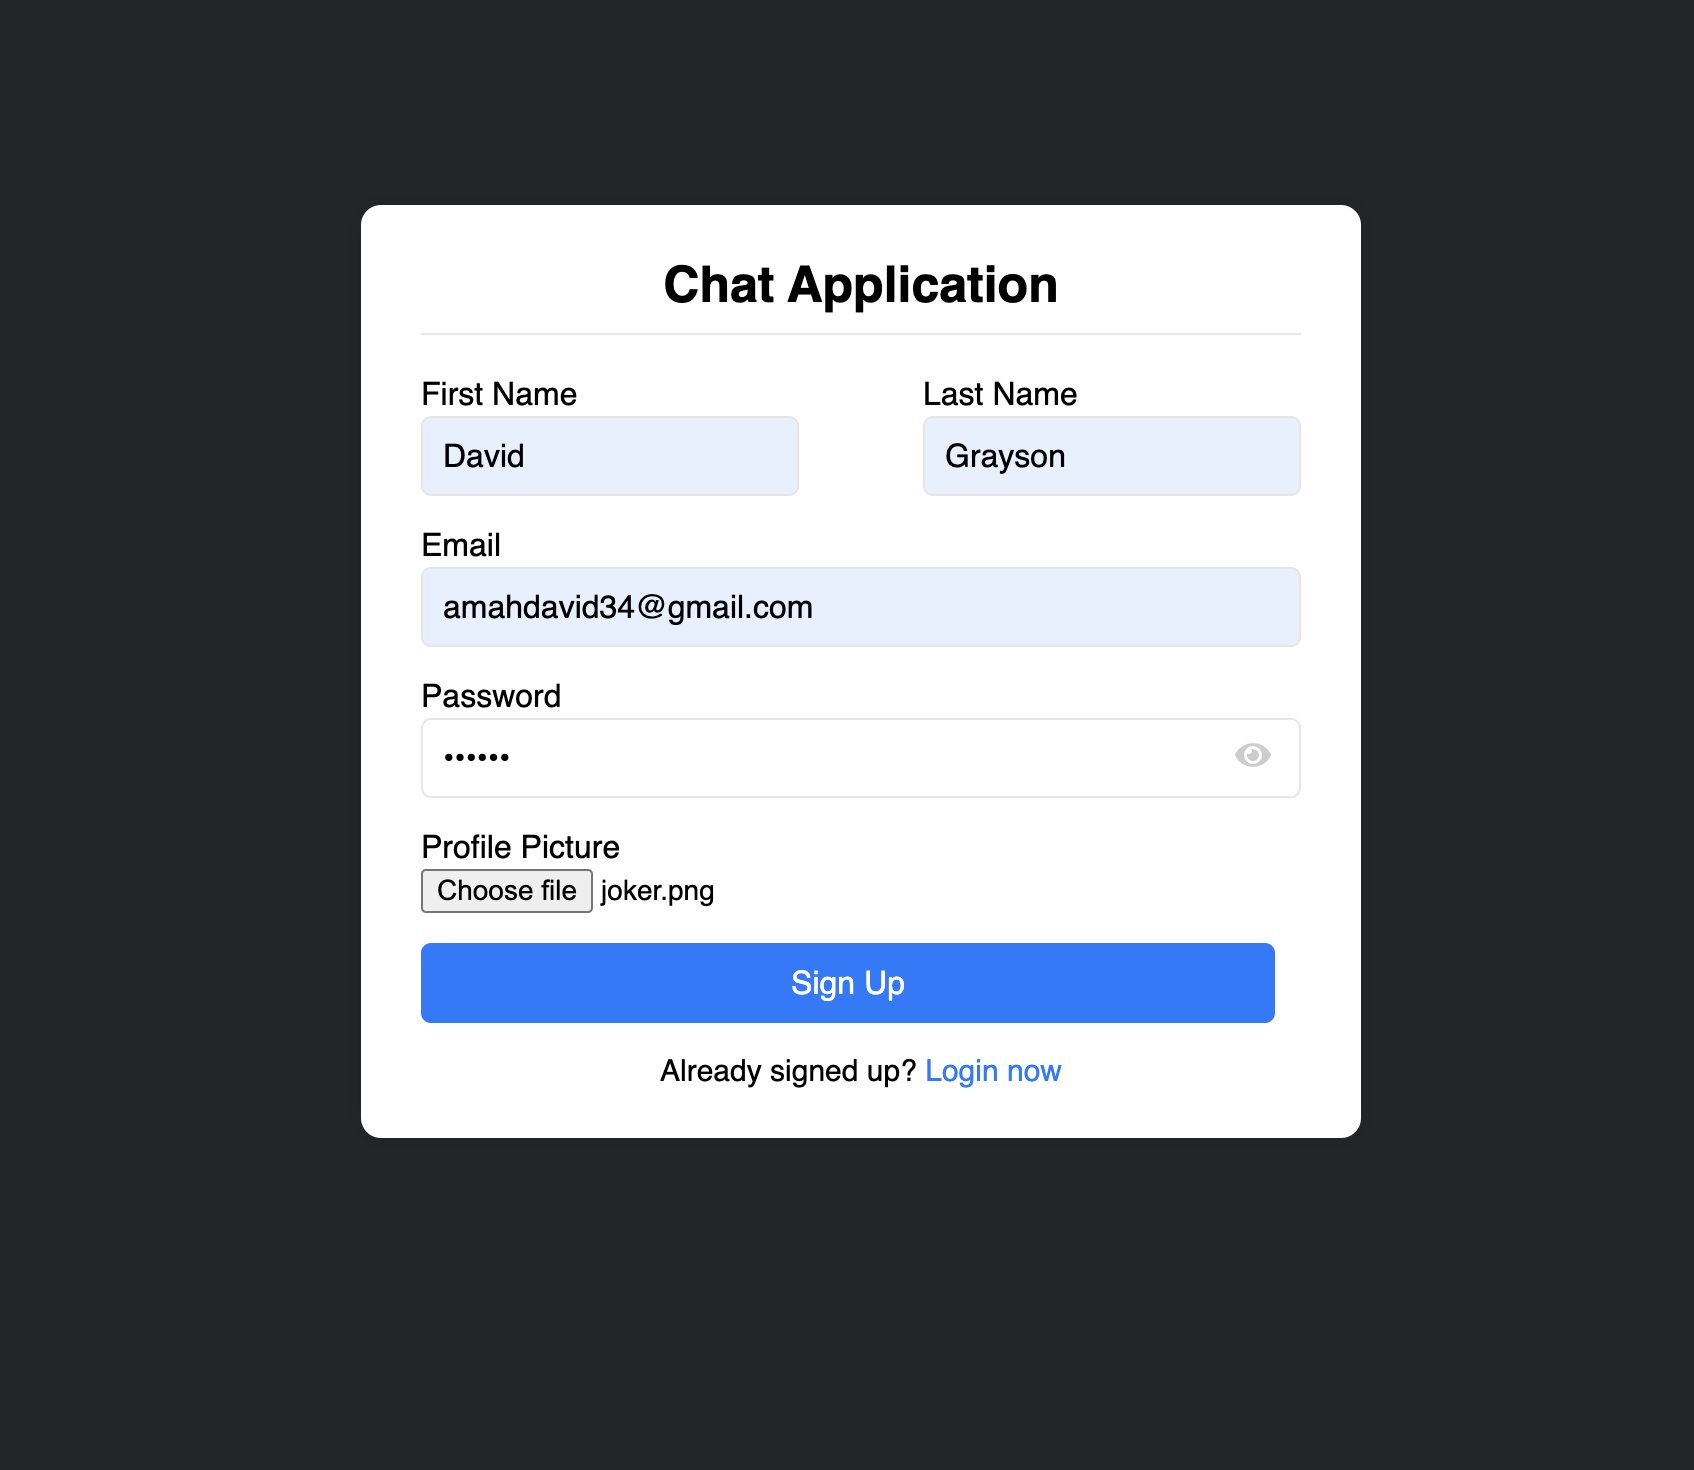 Chat Application
First Name
Last Name
David
Grayson
Email
amahdavid34@gmail.com
Password
••••••
Profile Picture
Choose file joker.png
Sign Up
Already signed up? Login now